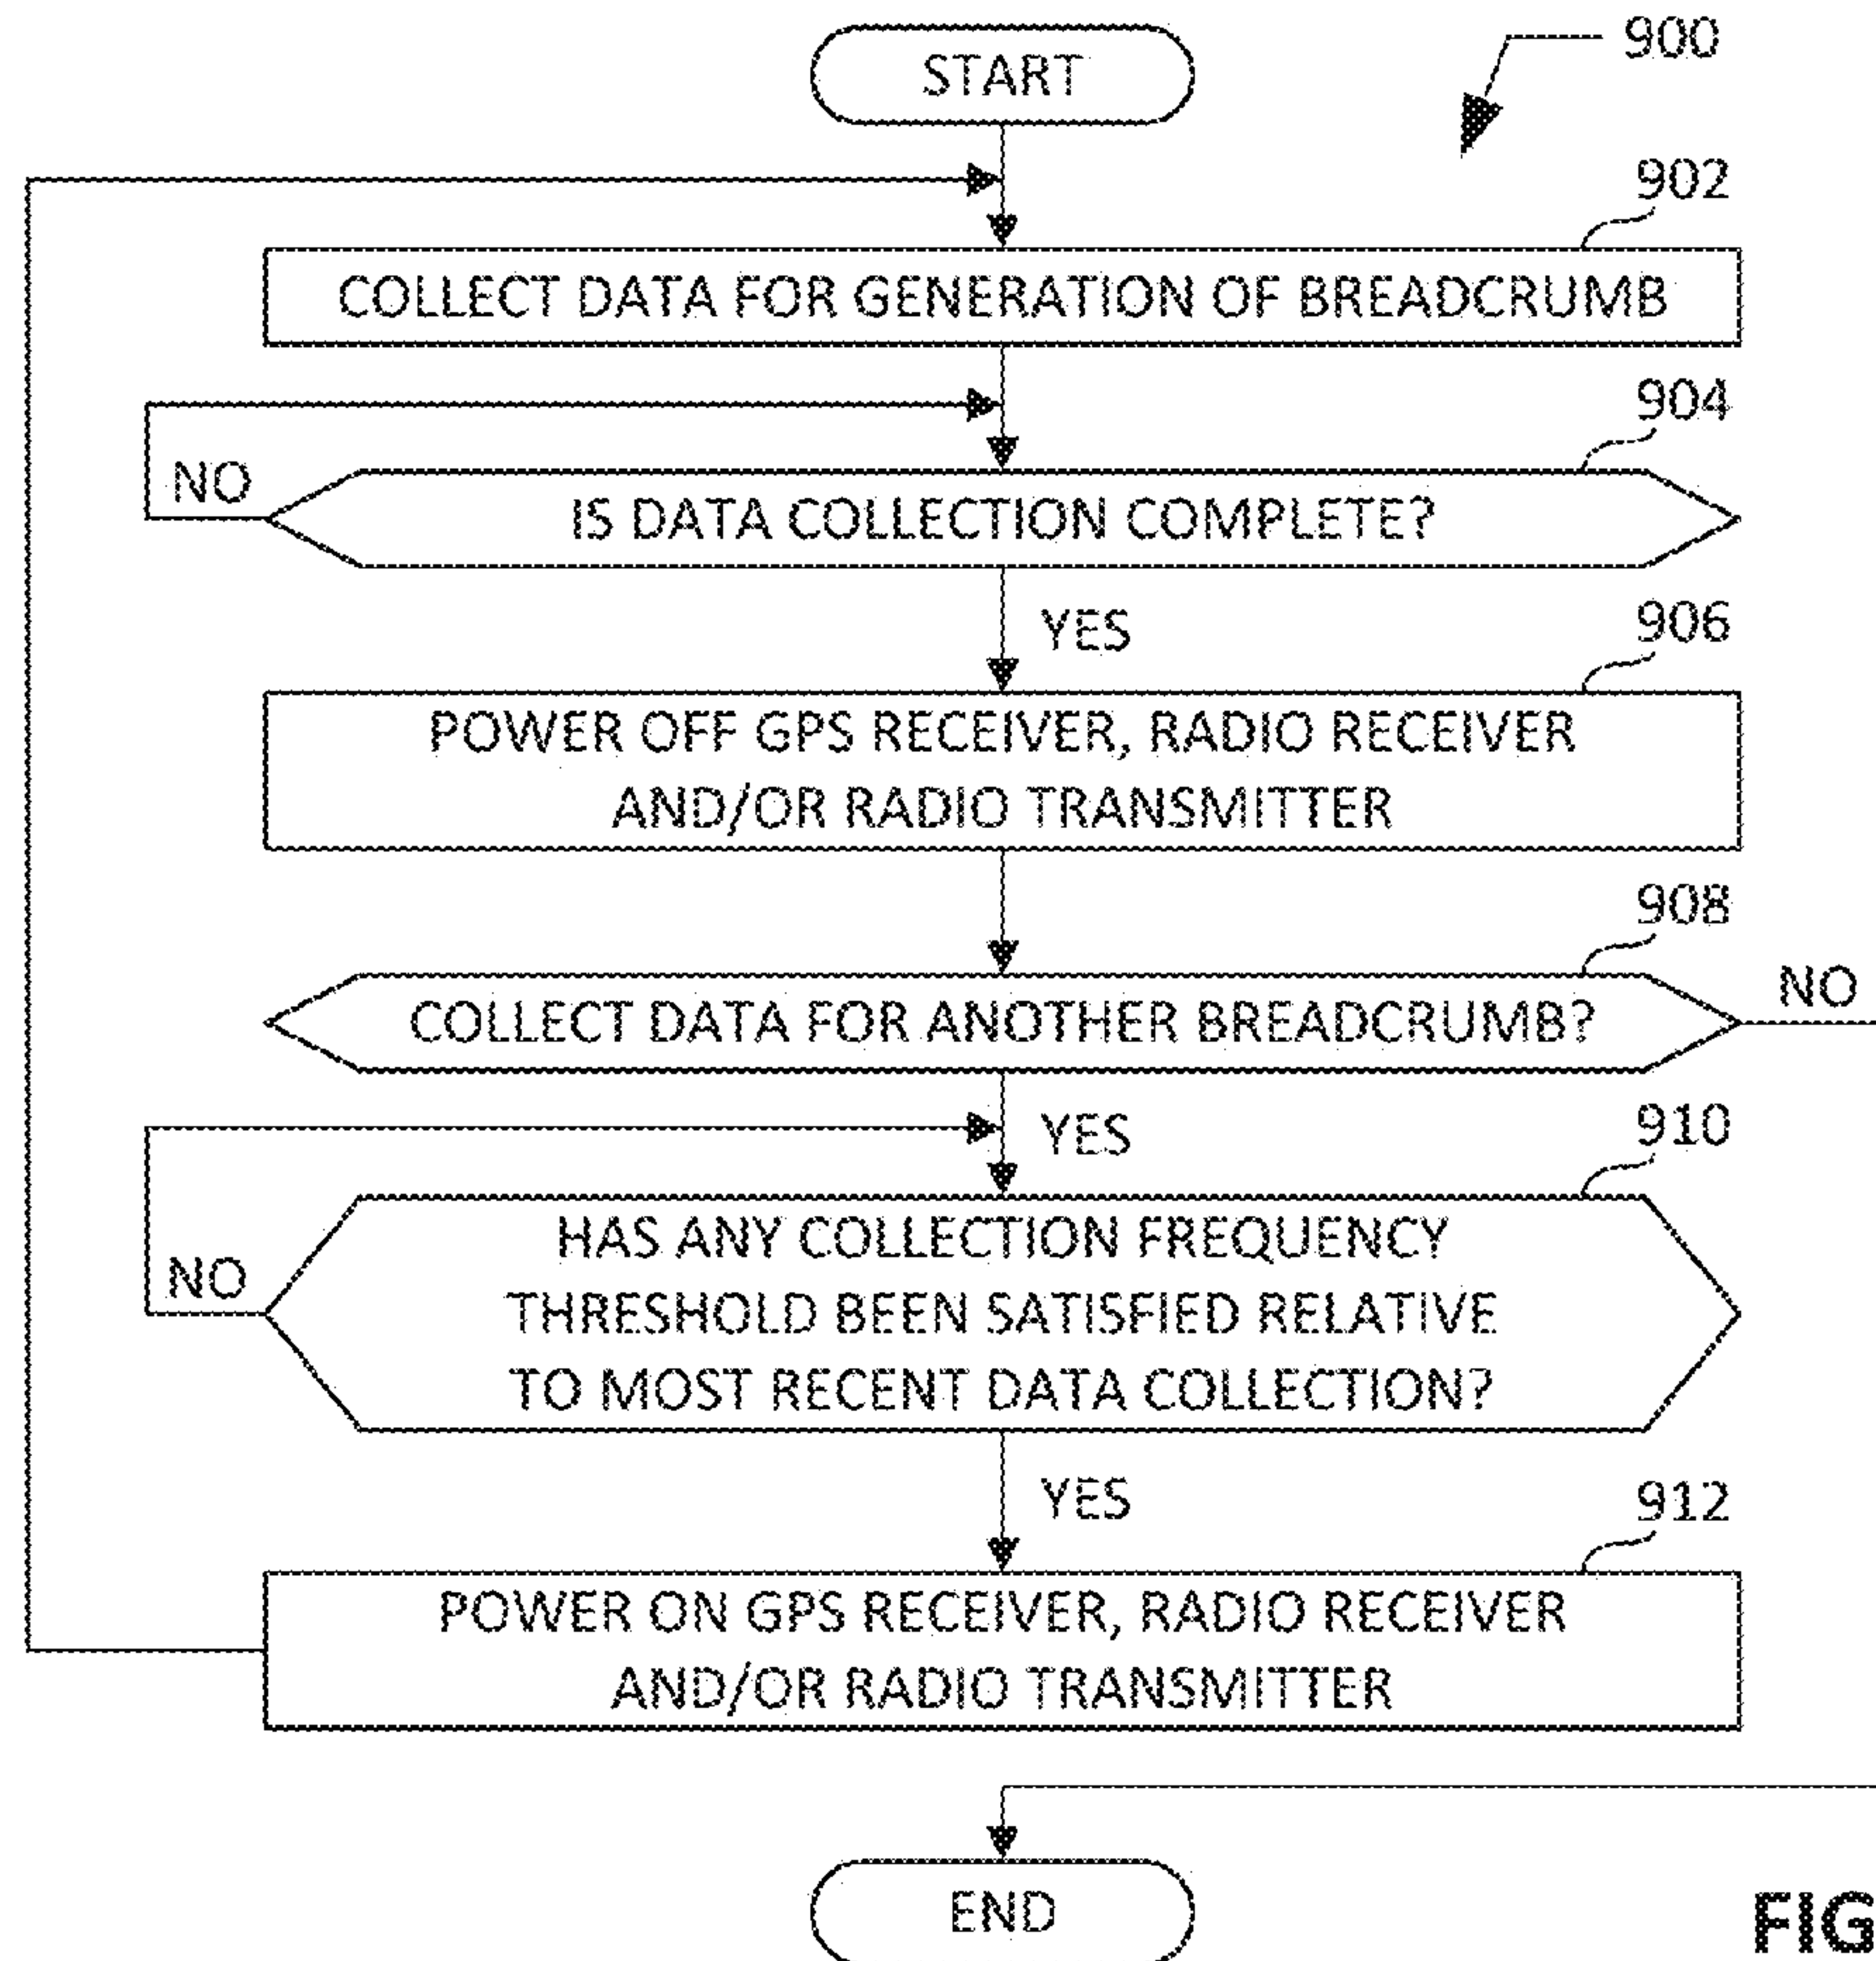 900
START
902
COLLECT DATA FOR GENERATION OF BREADCRUMB
904
NO
IS DATA COLLECTION COMPLETE?
YES
906
POWER OFF GPS RECEIVER, RADIO RECEIVER
AND/OR RADIO TRANSMITTER
908
NO
COLLECT DATA FOR ANOTHER BREADCRUMB?
YES
910
HAS ANY COLLECTION FREQUENCY
NO
THRESHOLD BEEN SATISFIED RELATIVE
TO MOST RECENT DATA COLLECTION?
YES
912
POWER ON GPS RECEIVER, RADIO RECEIVER
AND/OR RADIO TRANSMITTER
END
FIG